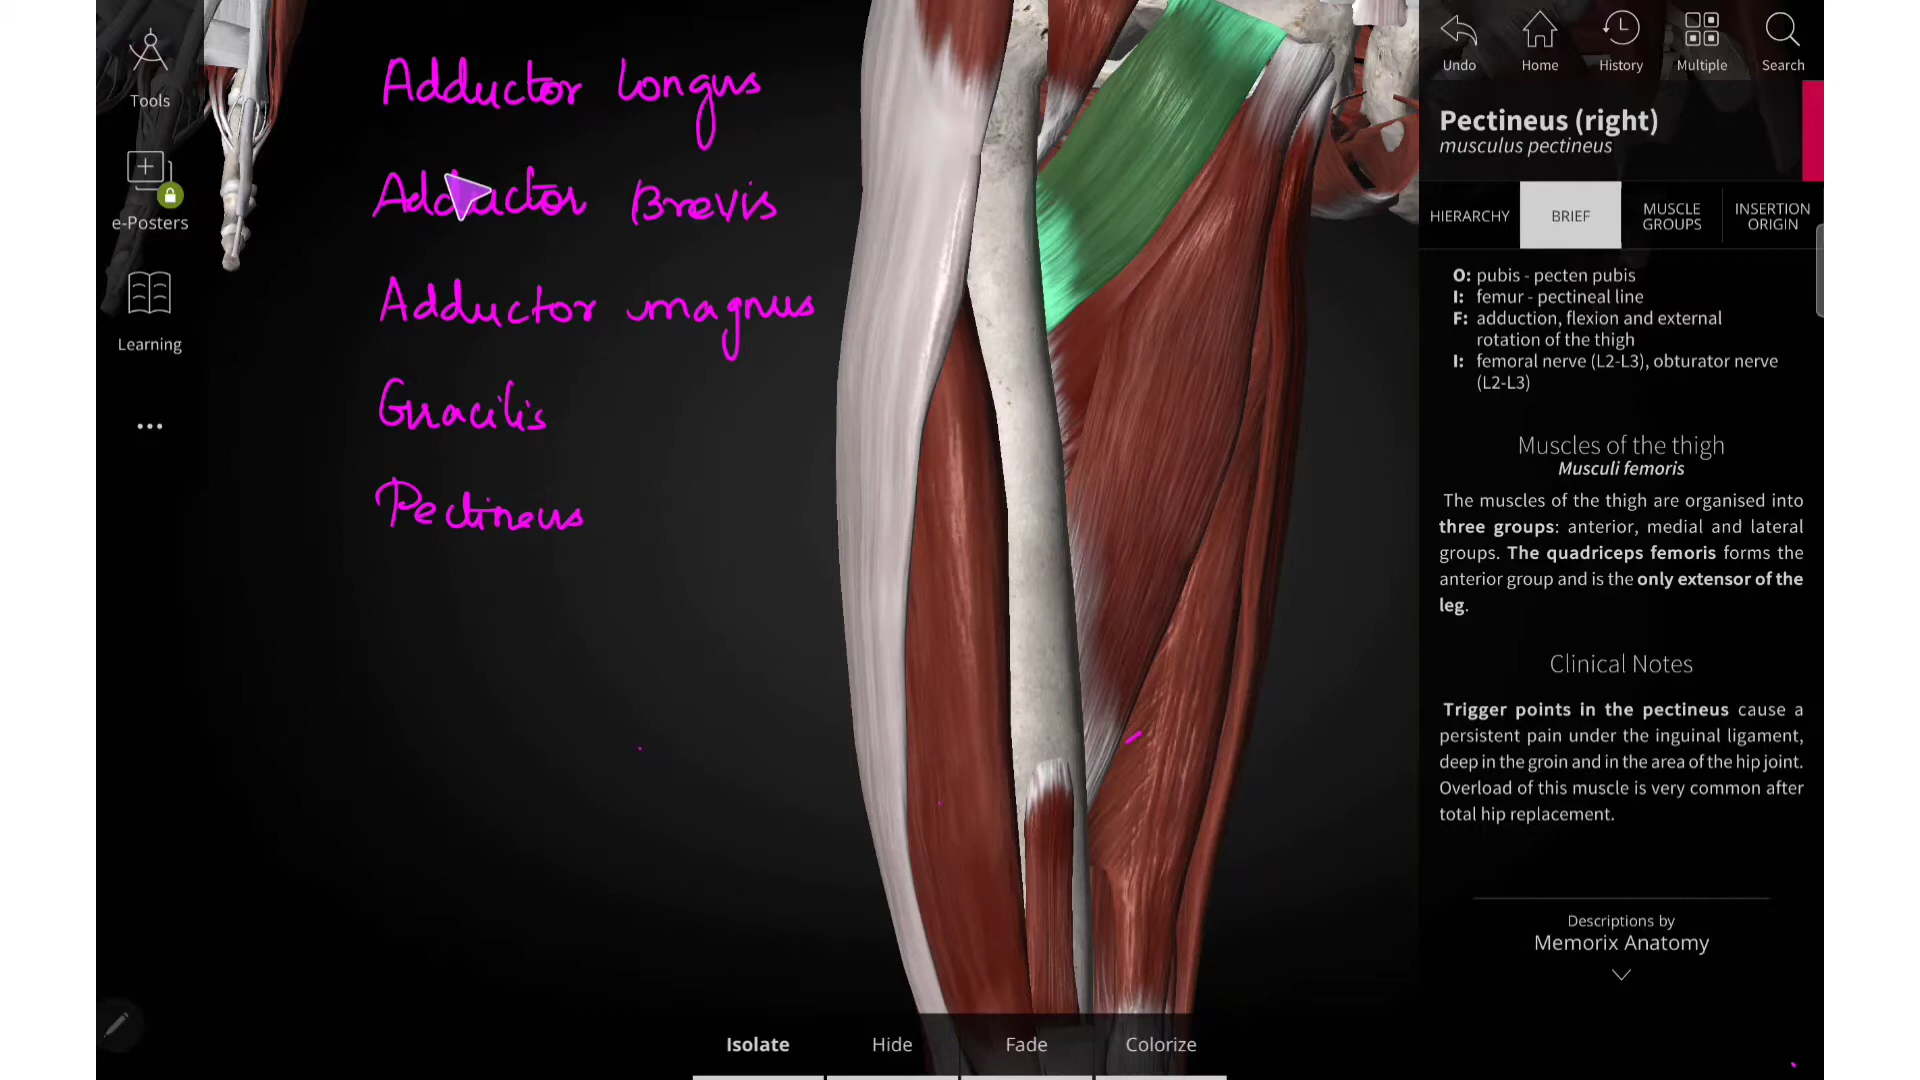 Tools
e-Posters
Learning
Adductor longus
Adductor Brevis
Adductor magnus
Gracilis
Pectineus
Undo
Home
History
Multiple
Search
Pectineus (right)
musculus pectineus
HIERARCHY
BRIEF
MUSCLE
GROUPS
INSERTION
ORIGIN
O: pubis - pecten pubis
I: femur - pectineal line
F: adduction, flexion and external
rotation of the thigh
I: femoral nerve (L2-L3), obturator nerve
(L2-L3)
Muscles of the thigh
Musculi femoris
The muscles of the thigh are organised into
three groups: anterior, medial and lateral
groups. The quadriceps femoris forms the
anterior group and is the only extensor of the
leg.
Clinical Notes
Trigger points in the pectineus cause a
persistent pain under the inguinal ligament,
deep in the groin and in the area of the hip joint.
Overload of this muscle is very common after
total hip replacement.
Descriptions by
Memorix Anatomy
Isolate
Hide
Fade
Colorize